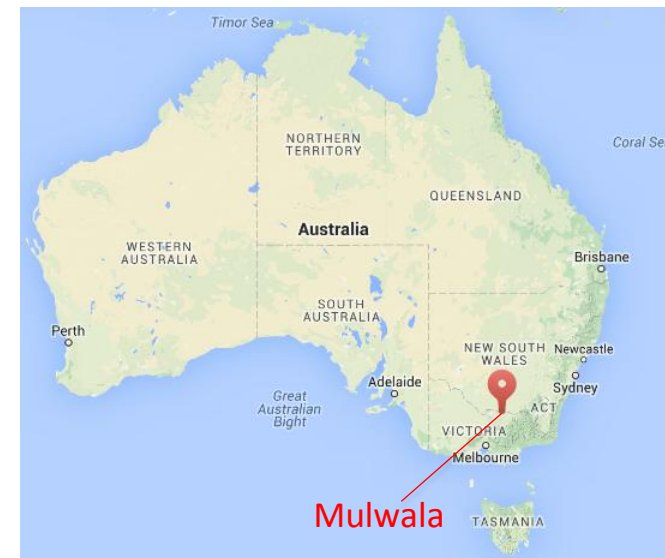 Timor Sea
Coral Se
NORTHERN
TERRITORY
QUEENSLAND
Australia
WESTERN
AUSTRALIA
Brisbane
SOUTH
AUSTRALIA
Perth
NEW SOUTH
WALES
Newcastle
Adelaide
Sydney
Great
Australian
Bight
ACT
VICTORIA
Melbourne
Mulwala
TASMANIA